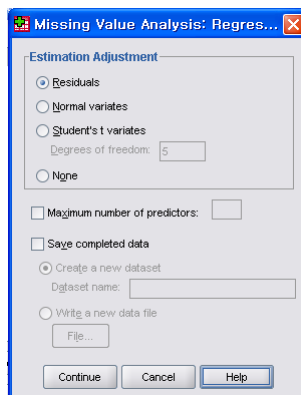 Missing Value Analysis: Regres...
Estimation Adjustment
Residuals
Normal variates
Student's t variates
Degrees of freedom: 5
None
Maximum number of predictors:
Save completed data
Create a new dataset
Dataset name:
Write a new data file
File...
Continue Cancel Help